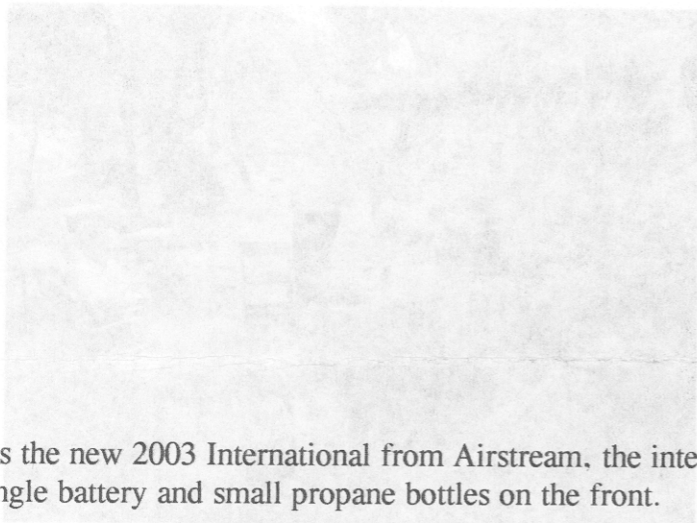 s the new 2003 International from Airstream, the inte
ngle battery and small propane bottles on the front.